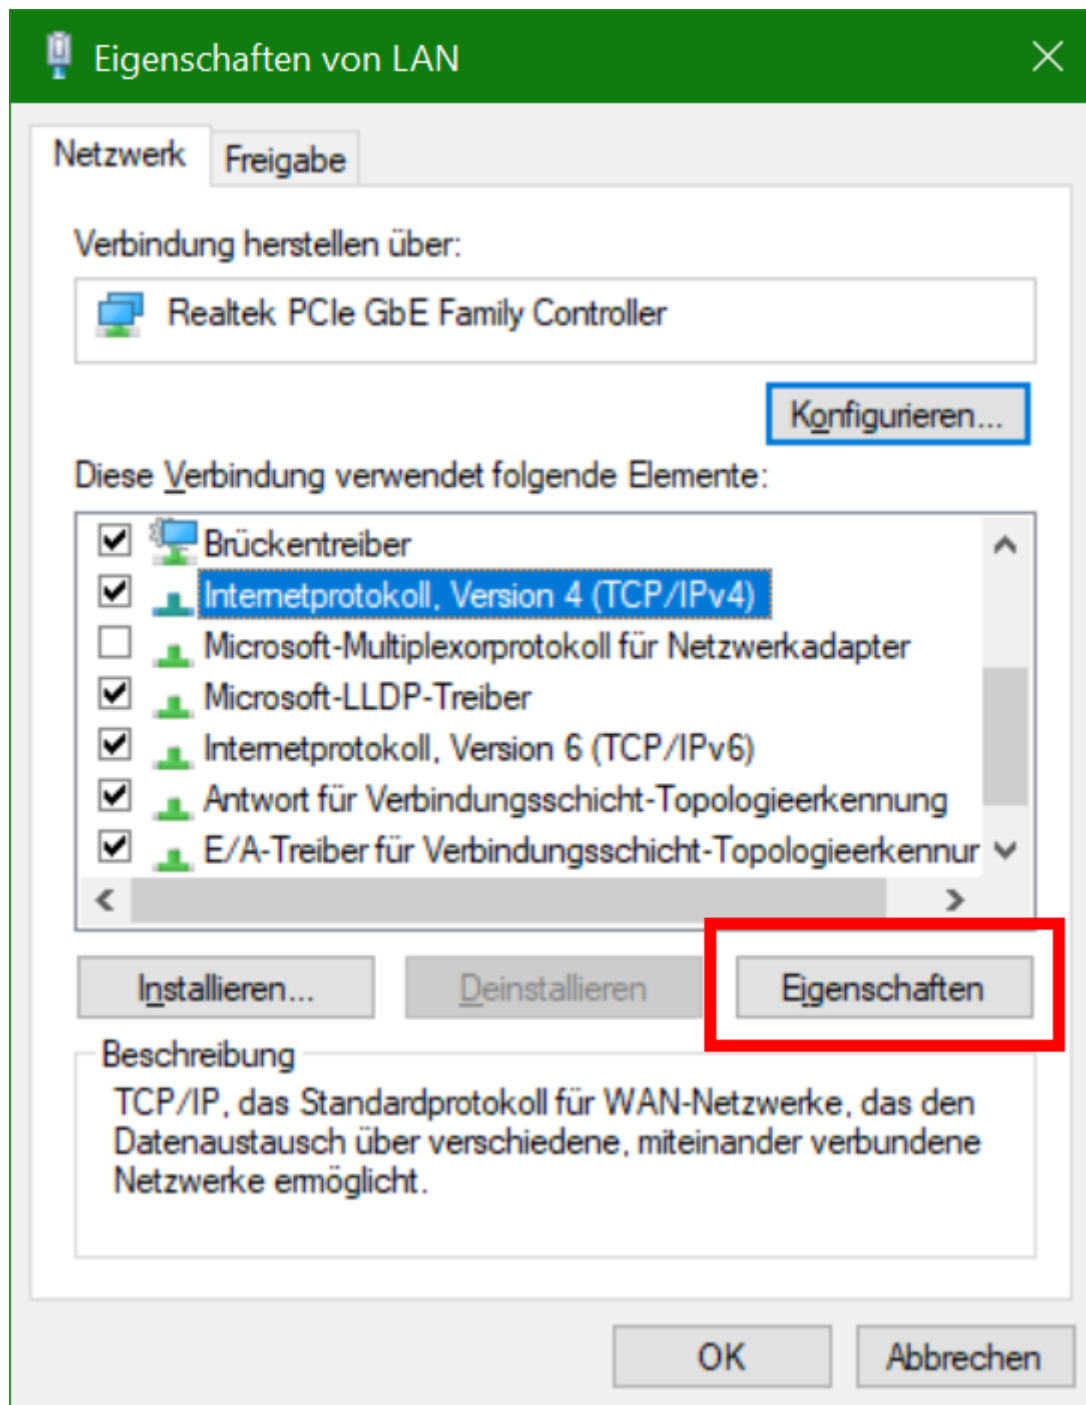 Eigenschaften von LAN
Netzwerk
Freigabe
Verbindung herstellen über:
Realtek PCIe GbE Family Controller
Konfigurieren...
Diese Verbindung verwendet folgende Elemente:
Brückentreiber
Internetprotokoll, Version 4 (TCP/IPv4)
Microsoft-Multiplexorprotokoll für Netzwerkadapter
Microsoft-LLDP-Treiber
Internetprotokoll, Version 6 (TCP/IPv6)
Antwort für Verbindungsschicht-Topologieerkennung
E/A-Treiber für Verbindungsschicht-Topologieerkennur
Installieren...
Deinstallieren
Eigenschaften
Beschreibung
TCP/IP, das Standardprotokoll für WAN-Netzwerke, das den
Datenaustausch über verschiedene, miteinander verbundene
Netzwerke ermöglicht.
OK
Abbrechen